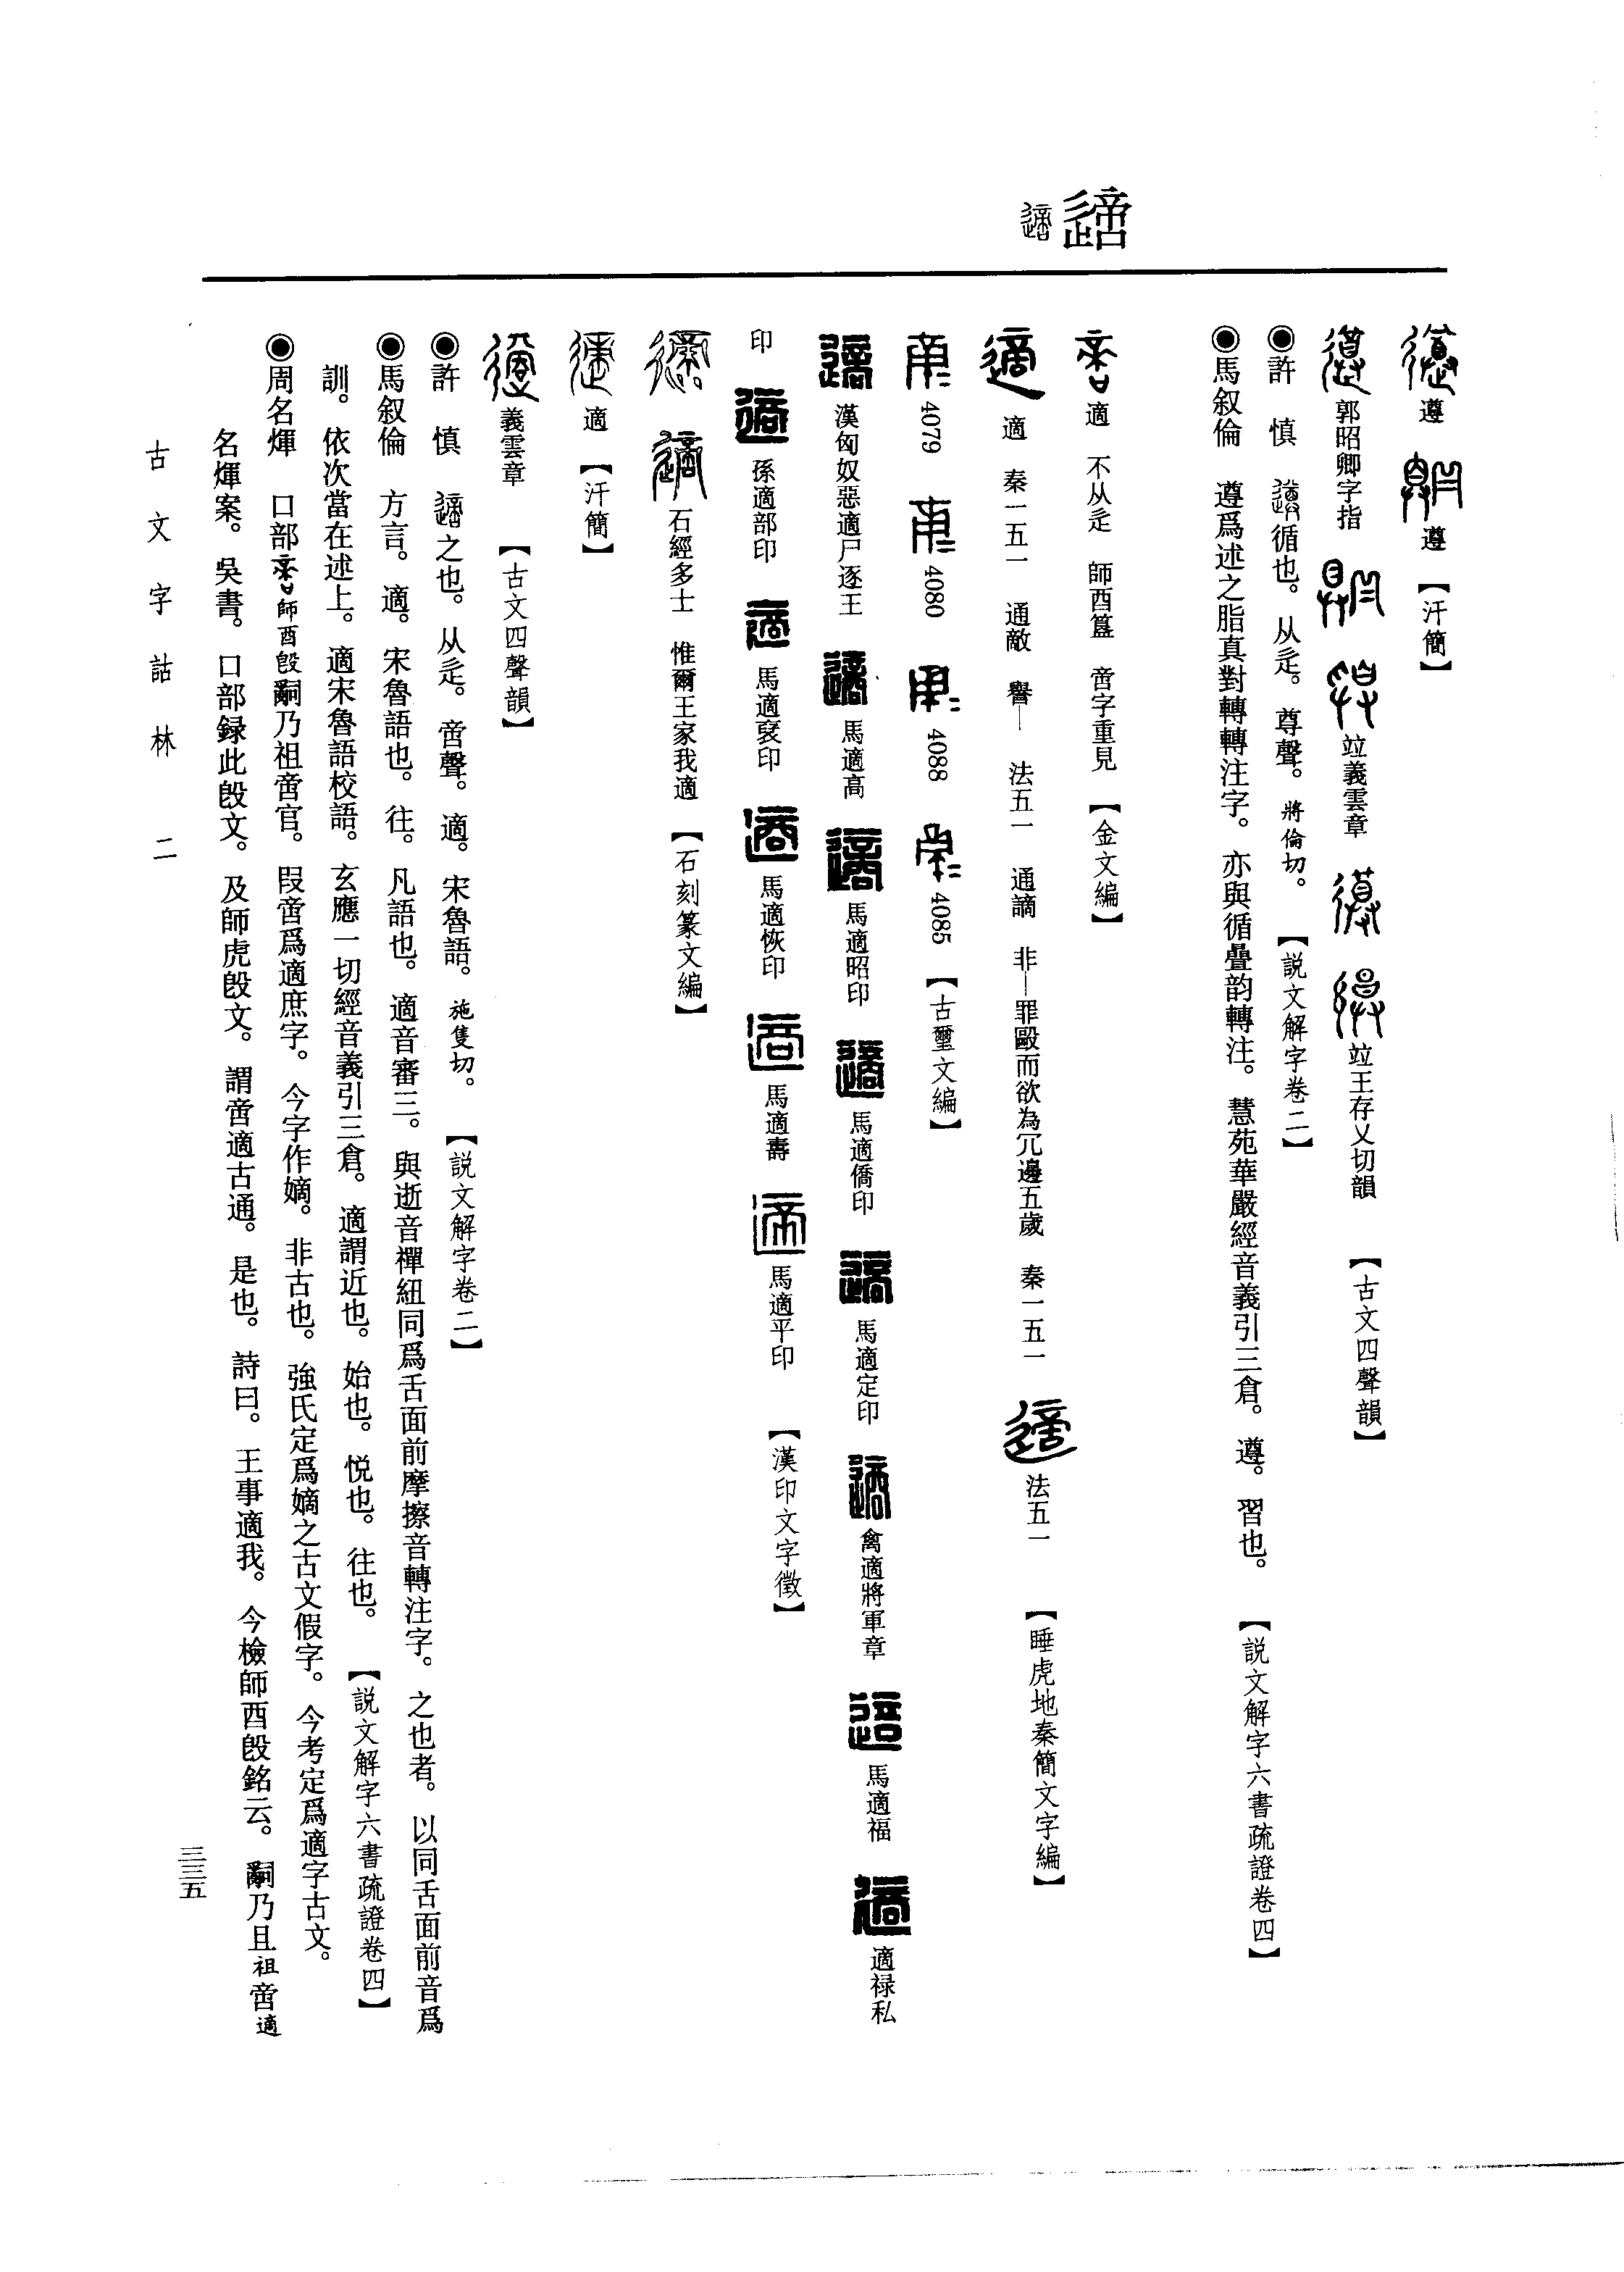 遵 遵 【汗簡】
郭昭卿字指 竝義雲章 竝王存乂切韻 【古文四聲韻】
◉許 慎 循也。从辵。尊聲。將倫切。 【説文解字卷二】
◉馬叙倫 遵爲述之脂真對轉轉注字。亦與循疊韵轉注。慧苑華嚴經音義引三倉。遵。習也。 【説文解字六書疏證卷四】
適 不从辵 師酉簋 啻字重見 【金文編】
適 秦一五一 通敵 譽— 法五一 通謫 非—罪毆而欲為冗邊五歲 秦一五一 法五一 【睡虎地秦簡文字編】
4079 4080 4088 4085 【古璽文編】
漢匈奴惡適尸逐王 馬適高 馬適昭印 馬適僑印 馬適定印 禽適將軍章 馬適福 適禄私
印 孫適部印 馬適襃印 馬適恢印 馬適壽 馬適平印 【漢印文字徵】
石經多士 惟爾王家我適 【石刻篆文編】
適 【汗簡】
義雲章 【古文四聲韻】
◉許 慎 之也。从辵。啻聲。適。宋魯語。施隻切。 【説文解字卷二】
◉馬叙倫 方言。適。宋魯語也。往。凡語也。適音審三。與逝音禪紐同爲舌面前摩擦音轉注字。之也者。以同舌面前音爲
訓。依次當在述上。適宋魯語校語。玄應一切經音義引三倉。適謂近也。始也。悦也。往也。 【説文解字六書疏證卷四】
◉周名煇 口部師酉𣪘嗣乃祖啻官。叚啻爲適庶字。今字作嫡。非古也。強氏定爲嫡之古文假字。今考定爲適字古文。
名煇案。吳書。口部録此𣪘文。及師虎𣪘文。謂啻適古通。是也。詩曰。王事適我。今檢師酉𣪘銘云。嗣乃且祖啻適
古文字詁林 二
三三五